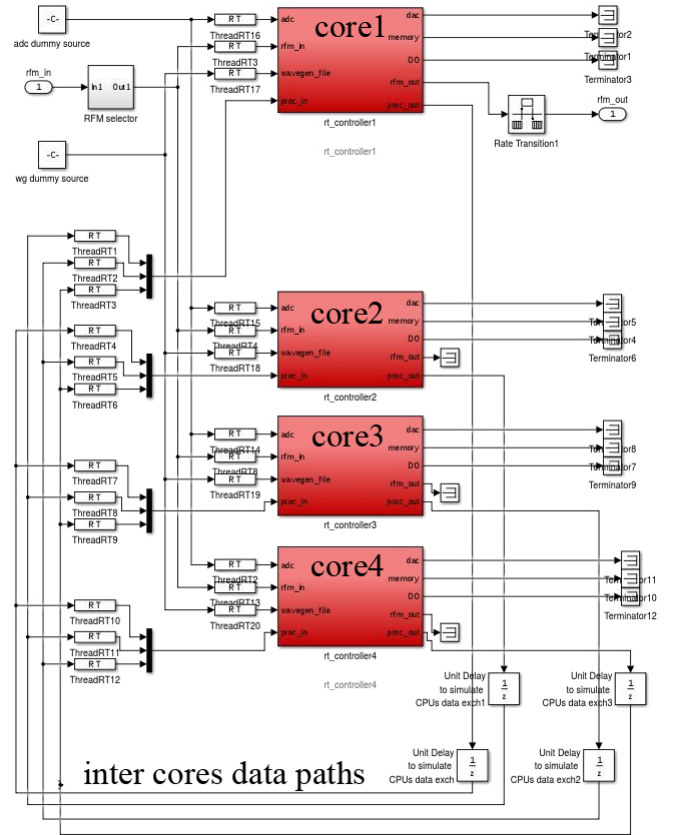 -C-
adc dummy source
rfm_in
1
In1 Out1
RFM selector
-C-
wg dummy source
RT
ThreadRT16
RT
ThreadRT3
RT
ThreadRT17
core1
adc
rfm_in
wavegen_file
proc_in
dac
memory
DO
rfm_out
proc_out
rt_controller1
rt_controller1
Terminator2
Terminator1
Terminator3
Rate Transition1
rfm_out
1
RT
ThreadRT1
RT
ThreadRT2
RT
ThreadRT3
RT
ThreadRT4
RT
ThreadRT5
RT
ThreadRT6
RT
ThreadRT15
RT
ThreadRT4
RT
ThreadRT18
core2
adc
rfm_in
wavegen_file
proc_in
dac
memory
DO
rfm_out
proc_out
rt_controller2
Terminator5
Terminator4
Terminator6
RT
ThreadRT7
RT
ThreadRT8
RT
ThreadRT9
RT
ThreadRT14
RT
ThreadRT8
RT
ThreadRT19
core3
adc
rfm_in
wavegen_file
proc_in
dac
memory
DO
rfm_out
proc_out
rt_controller3
Terminator8
Terminator7
Terminator9
RT
ThreadRT10
RT
ThreadRT11
RT
ThreadRT12
RT
ThreadRT2
RT
ThreadRT13
RT
ThreadRT20
core4
adc
rfm_in
wavegen_file
proc_in
dac
memory
DO
rfm_out
proc_out
rt_controller4
rt_controller4
Terminator11
Terminator10
Terminator12
Unit Delay
to simulate
CPUs data exch1
1
z
Unit Delay
to simulate
CPUs data exch3
1
z
Unit Delay
to simulate
CPUs data exch
1
z
Unit Delay
to simulate
CPUs data exch2
1
z
inter cores data paths